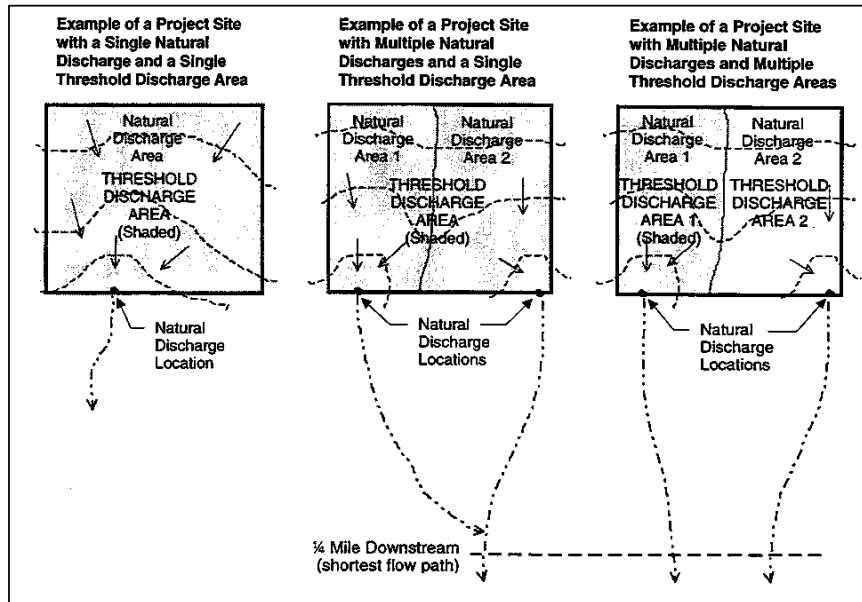 Example of a Project Site
with a Single Natural
Discharge and a Single
Threshold Discharge Area
Natural
Discharge
Area
THRESHOLD
DISCHARGE
AREA
(Shaded)
Natural
Discharge
Location
Example of a Project Site
with Multiple Natural
Discharges and a Single
Threshold Discharge Area
Natural
Discharge
Area 1
Natural
Discharge
Area 2
THRESHOLD
DISCHARGE
AREA
(Shaded)
Natural
Discharge
Locations
Example of a Project Site
with Multiple Natural
Discharges and Multiple
Threshold Discharge Areas
Natural
Discharge
Area 1
Natural
Discharge
Area 2
THRESHOLD
DISCHARGE
AREA 1
(Shaded)
THRESHOLD
DISCHARGE
AREA 2
Natural
Discharge
Locations
¼ Mile Downstream
(shortest flow path)